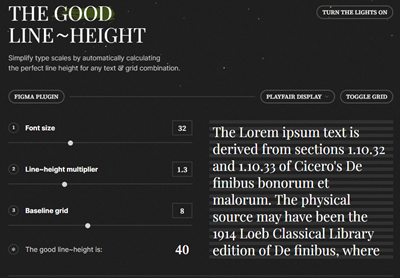 THE GOOD
LINE~HEIGHT
TURN THE LIGHTS ON
Simplify type scales by automatically calculating
the perfect line height for any text & grid combination.
FIGMA PLUGIN
PLAYFAIR DISPLAY
TOGGLE GRID
1 Font size 32
2 Line~height multiplier 1.3
3 Baseline grid 8
The good line~height is: 40
The Lorem ipsum text is
derived from sections 1.10.32
and 1.10.33 of Cicero's De
finibus bonorum et
malorum. The physical
source may have been the
1914 Loeb Classical Library
edition of De finibus, where